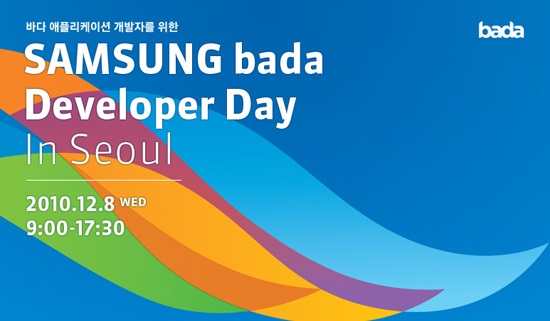 바다 애플리케이션 개발자를 위한
bada
SAMSUNG bada
Developer Day
In Seoul
2010.12.8 WED
9:00-17:30